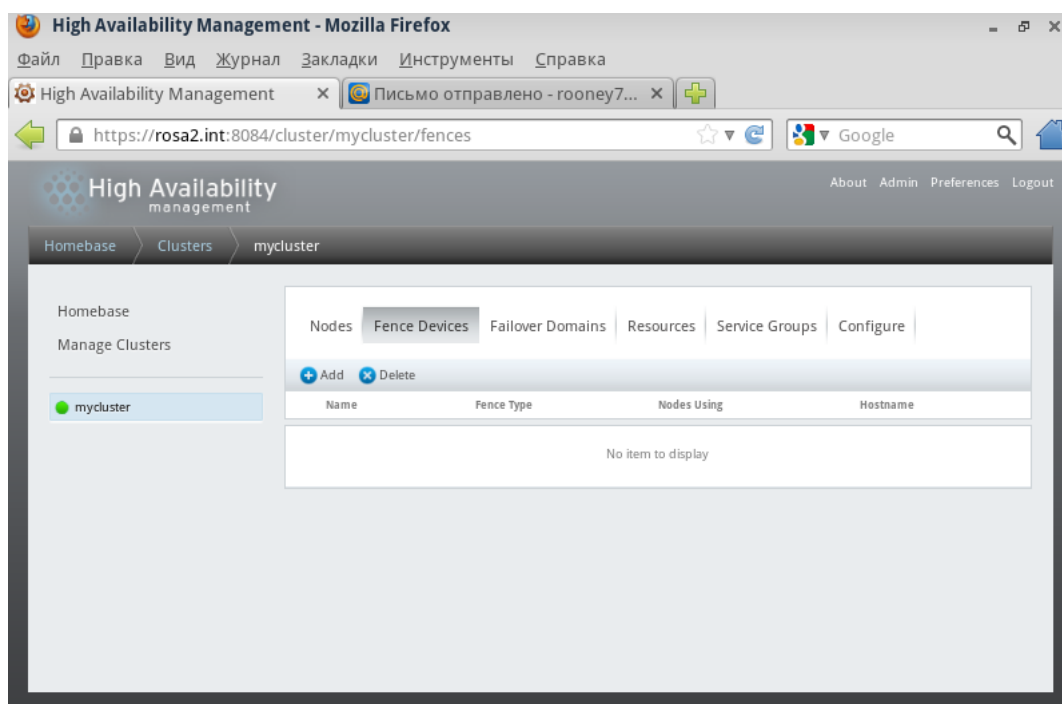 High Availability Management - Mozilla Firefox
Файл Правка Вид Журнал Закладки Инструменты Справка
High Availability Management Письмо отправлено - rooney7...
https://rosa2.int:8084/cluster/mycluster/fences Google
High Availability
management
About Admin Preferences Logout
Homebase Clusters mycluster
Homebase
Manage Clusters
mycluster
Nodes Fence Devices Failover Domains Resources Service Groups Configure
Add Delete
Name Fence Type Nodes Using Hostname
No item to display